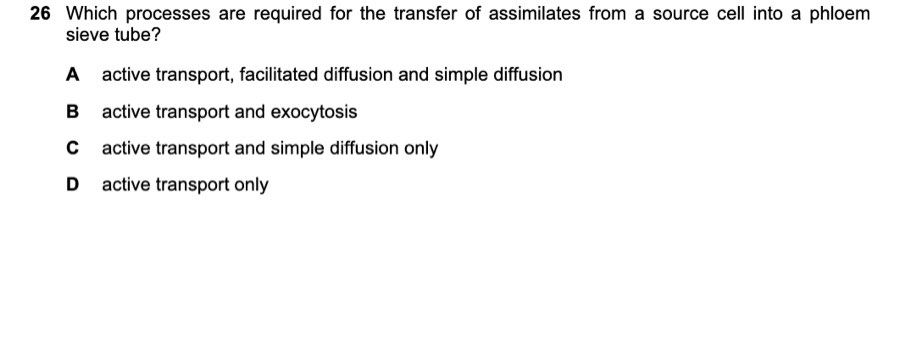 26 Which processes are required for the transfer of assimilates from a source cell into a phloem
sieve tube?
A active transport, facilitated diffusion and simple diffusion
B active transport and exocytosis
C active transport and simple diffusion only
D active transport only